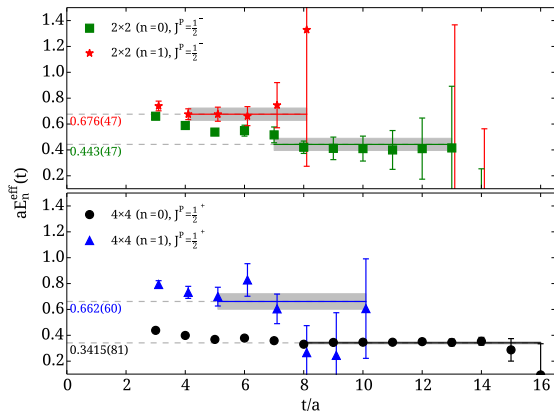 1.4
2×2 (n=0), J^P=1/2^-
1.2
2×2 (n=1), J^P=1/2^-
1.0
0.8
0.6
0.676(47)
0.4
0.443(47)
0.2
aE_n^eff(t)
1.4
4×4 (n=0), J^P=1/2^+
1.2
4×4 (n=1), J^P=1/2^+
1.0
0.8
0.6
0.662(60)
0.4
0.3415(81)
0.2
0.0
0 2 4 6 8 10 12 14 16
t/a